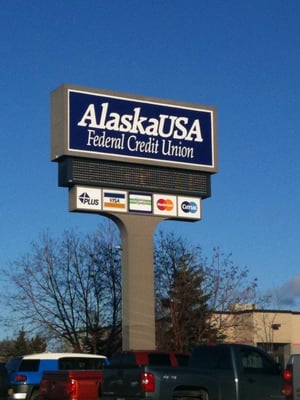 AlaskaUSA
Federal Credit Union
PLUS VISA MasterCard Cirrus